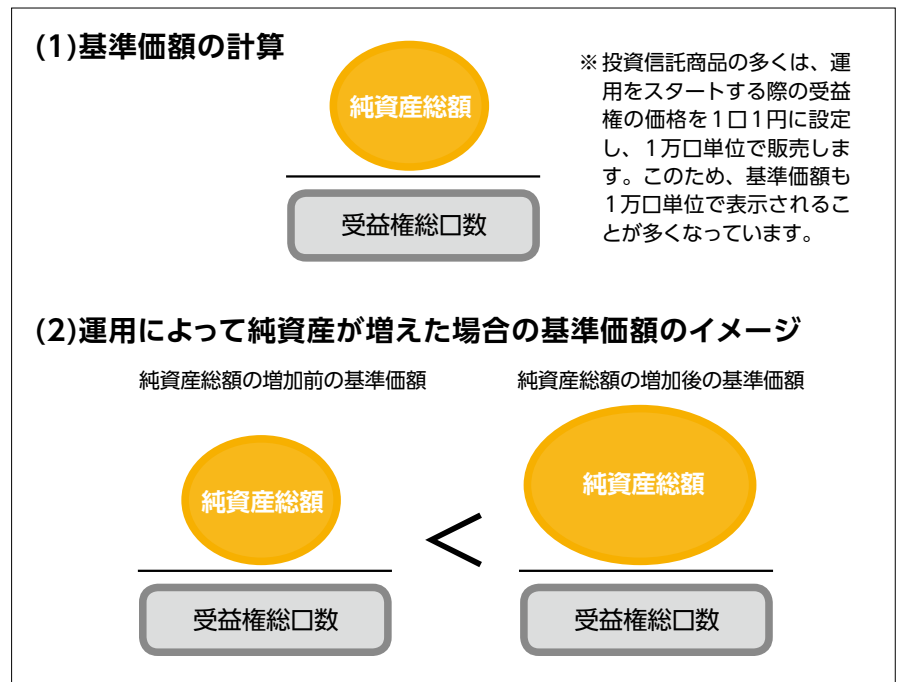 (1)基準価額の計算
純資産総額
受益権総口数
※投資信託商品の多くは、運
用をスタートする際の受益
権の価格を1口1円に設定
し、1万口単位で販売しま
す。このため、基準価額も
1万口単位で表示されるこ
とが多くなっています。
(2)運用によって純資産が増えた場合の基準価額のイメージ
純資産総額の増加前の基準価額
純資産総額の増加後の基準価額
純資産総額
純資産総額
＜
受益権総口数
受益権総口数